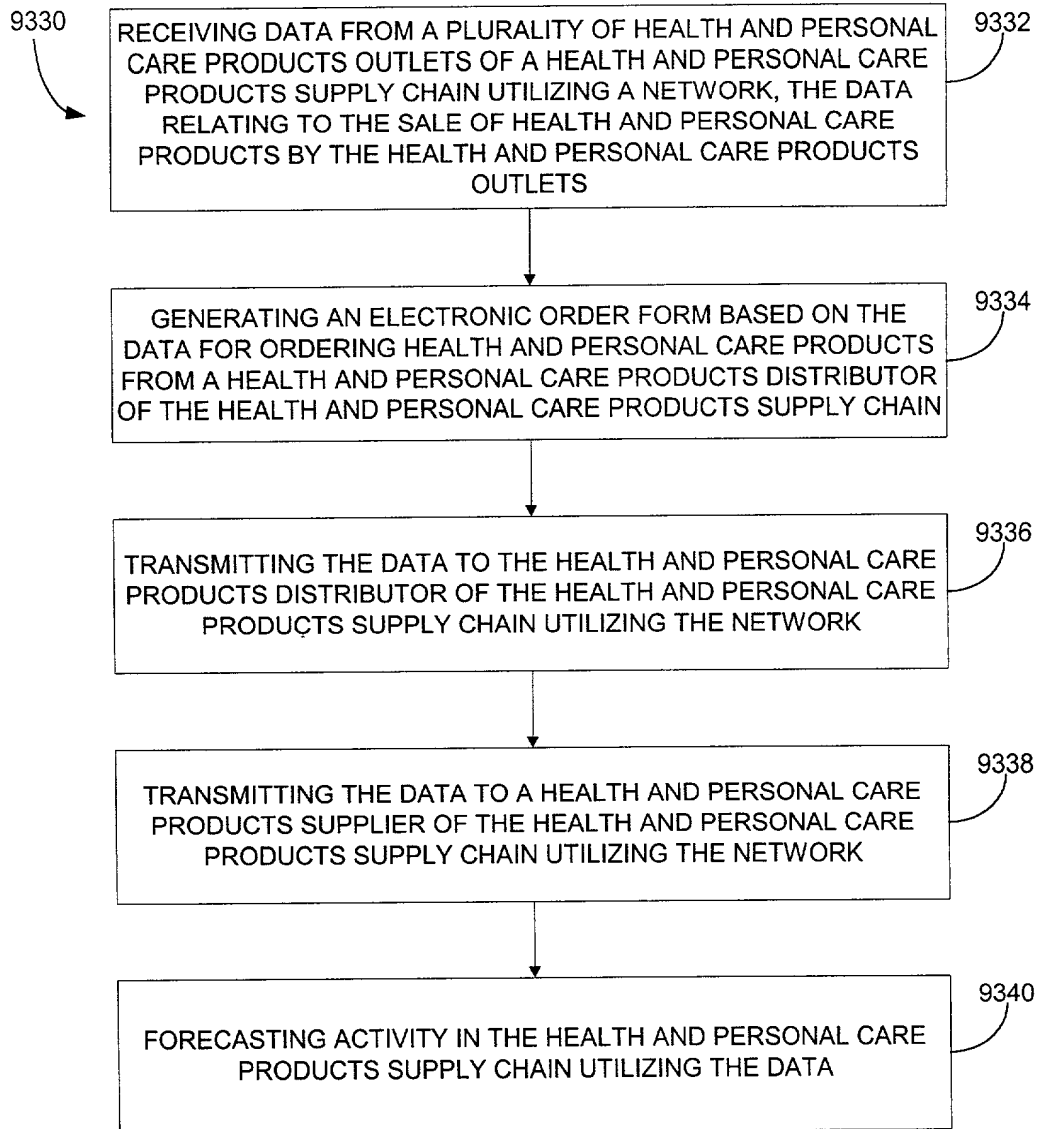 9330
RECEIVING DATA FROM A PLURALITY OF HEALTH AND PERSONAL
CARE PRODUCTS OUTLETS OF A HEALTH AND PERSONAL CARE
PRODUCTS SUPPLY CHAIN UTILIZING A NETWORK, THE DATA
RELATING TO THE SALE OF HEALTH AND PERSONAL CARE
PRODUCTS BY THE HEALTH AND PERSONAL CARE PRODUCTS
OUTLETS
9332
GENERATING AN ELECTRONIC ORDER FORM BASED ON THE
DATA FOR ORDERING HEALTH AND PERSONAL CARE PRODUCTS
FROM A HEALTH AND PERSONAL CARE PRODUCTS DISTRIBUTOR
OF THE HEALTH AND PERSONAL CARE PRODUCTS SUPPLY CHAIN
9334
TRANSMITTING THE DATA TO THE HEALTH AND PERSONAL CARE
PRODUCTS DISTRIBUTOR OF THE HEALTH AND PERSONAL CARE
PRODUCTS SUPPLY CHAIN UTILIZING THE NETWORK
9336
TRANSMITTING THE DATA TO A HEALTH AND PERSONAL CARE
PRODUCTS SUPPLIER OF THE HEALTH AND PERSONAL CARE
PRODUCTS SUPPLY CHAIN UTILIZING THE NETWORK
9338
FORECASTING ACTIVITY IN THE HEALTH AND PERSONAL CARE
PRODUCTS SUPPLY CHAIN UTILIZING THE DATA
9340